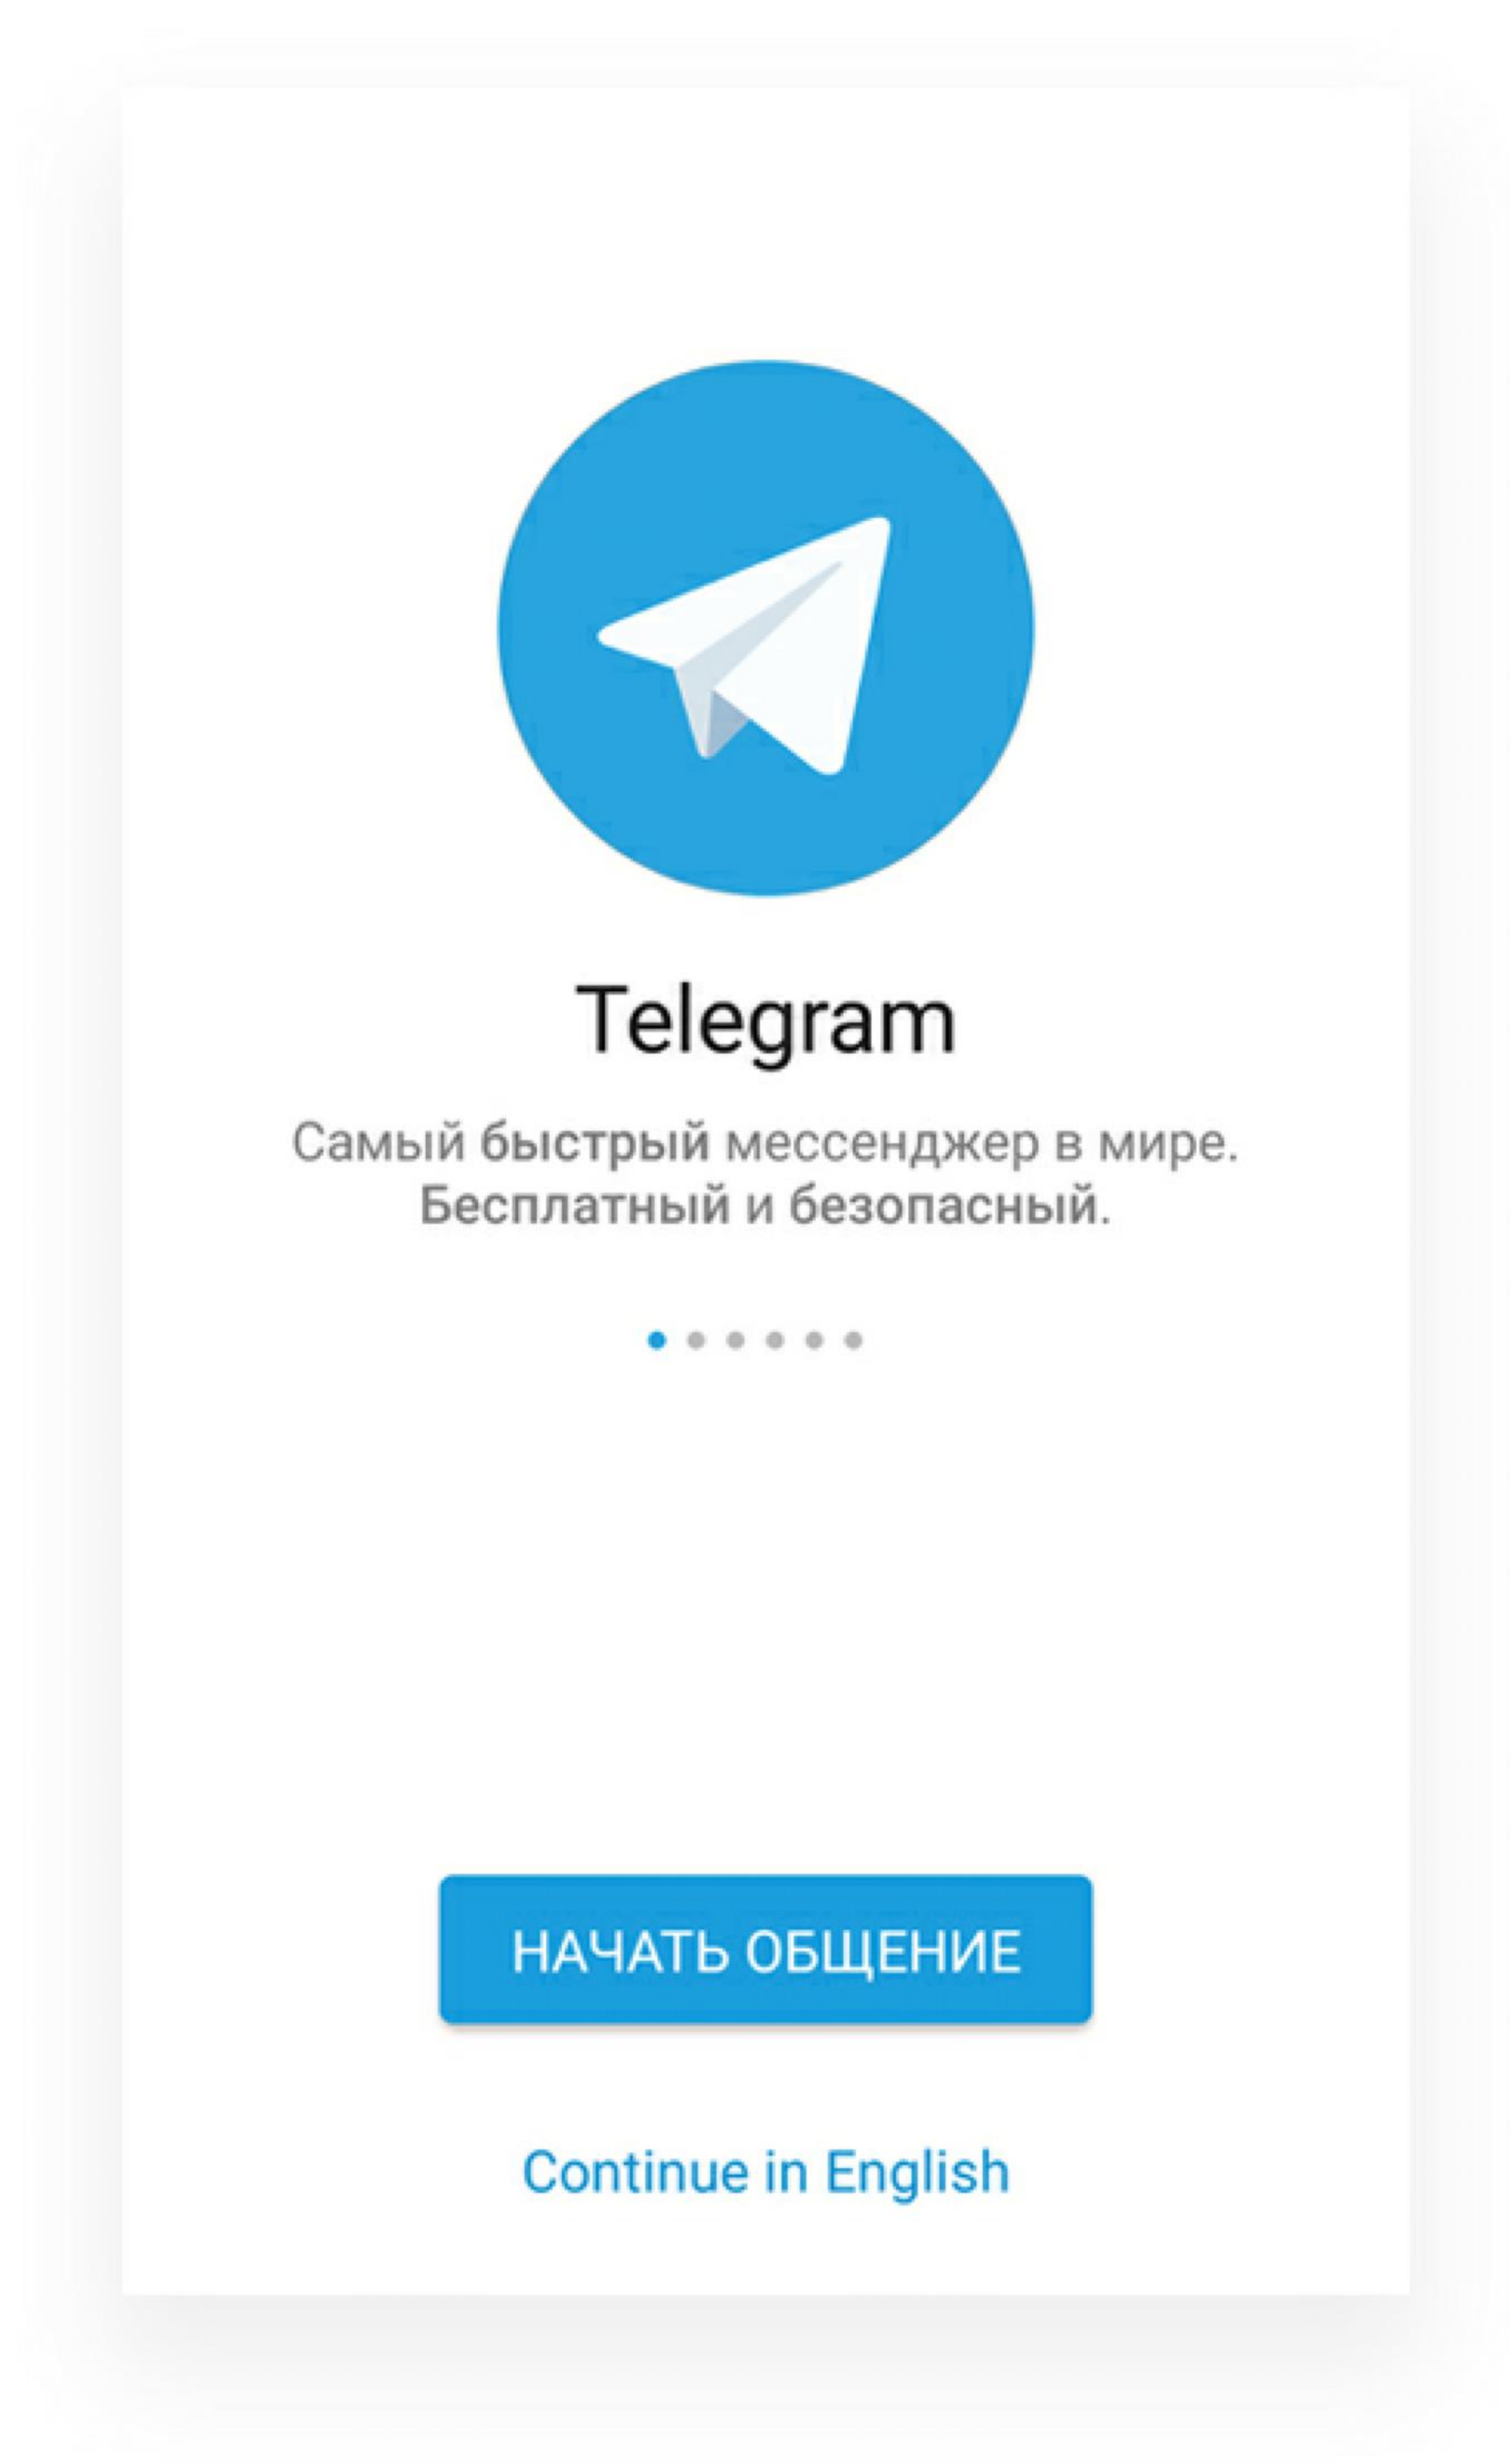 Telegram
Самый быстрый мессенджер в мире.
Бесплатный и безопасный.
НАЧАТЬ ОБЩЕНИЕ
Continue in English